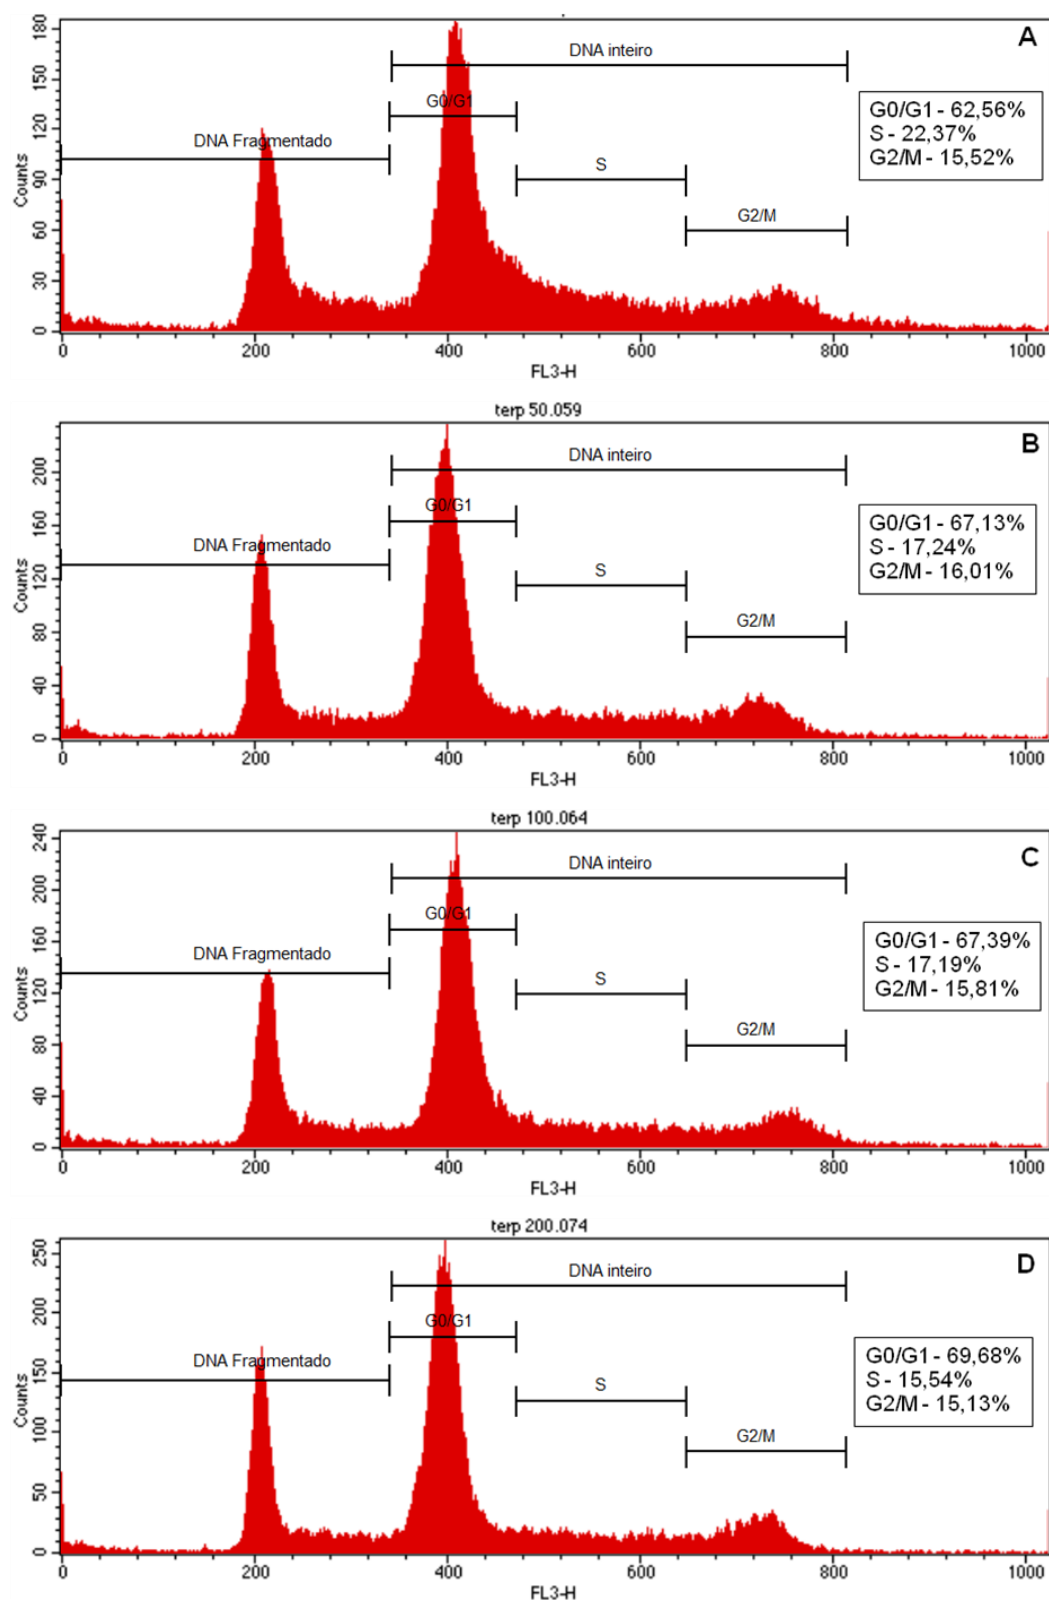 A
DNA inteiro
G0/G1
DNA Fragmentado
S
G2/M
G0/G1 - 62,56%
S - 22,37%
G2/M - 15,52%
Counts
180
150
120
90
60
30
0
0 200 400 600 800 1000
FL3-H
terp 50.059
B
DNA inteiro
G0/G1
DNA Fragmentado
S
G2/M
G0/G1 - 67,13%
S - 17,24%
G2/M - 16,01%
Counts
200
160
120
80
40
0
0 200 400 600 800 1000
FL3-H
terp 100.064
C
DNA inteiro
G0/G1
DNA Fragmentado
S
G2/M
G0/G1 - 67,39%
S - 17,19%
G2/M - 15,81%
Counts
240
200
160
120
80
40
0
0 200 400 600 800 1000
FL3-H
terp 200.074
D
DNA inteiro
G0/G1
DNA Fragmentado
S
G2/M
G0/G1 - 69,68%
S - 15,54%
G2/M - 15,13%
Counts
250
200
150
100
50
0
0 200 400 600 800 1000
FL3-H